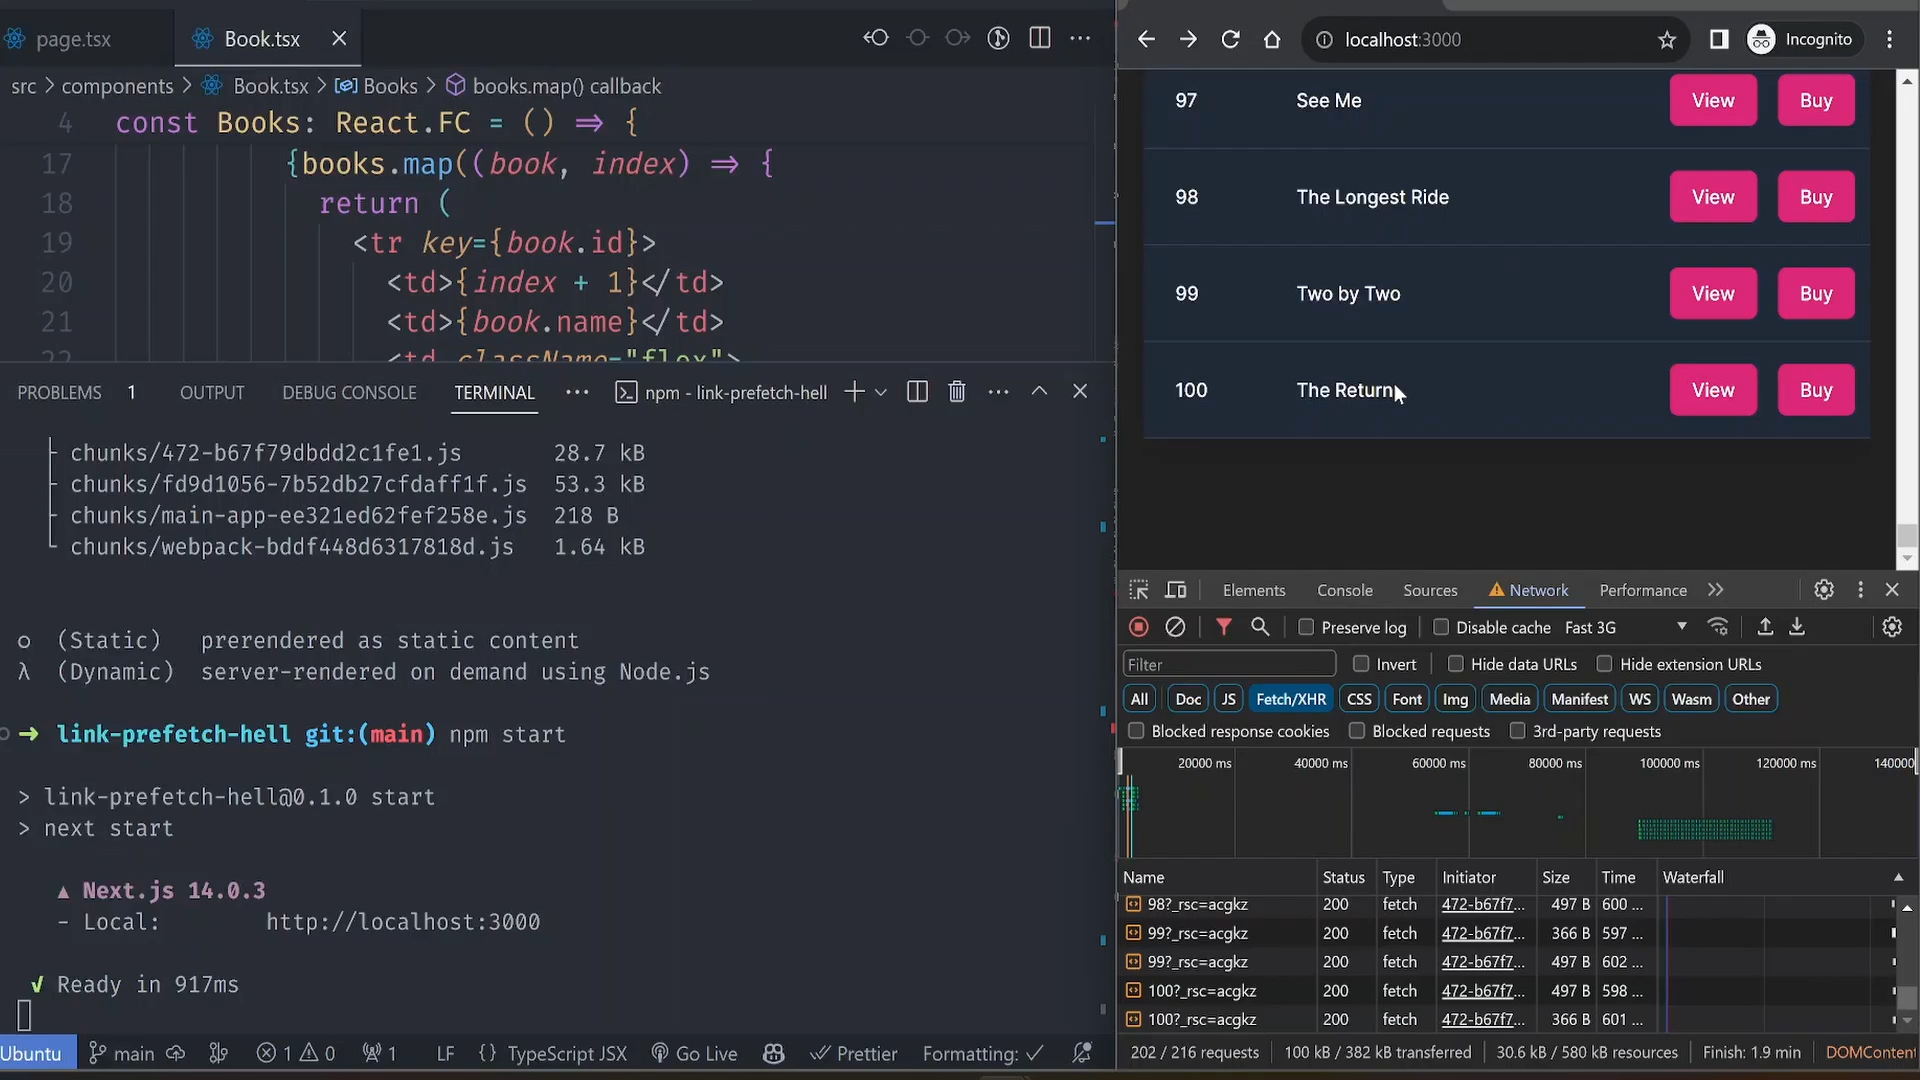 page.tsx
Book.tsx
src > components > Book.tsx > Books > books.map() callback
4 const Books: React.FC = () => {
17 {books.map((book, index) => {
18 return (
19 <tr key={book.id}>
20 <td>{index + 1}</td>
21 <td>{book.name}</td>
22 <td className="flex">
PROBLEMS 1 OUTPUT DEBUG CONSOLE TERMINAL ··· npm - link-prefetch-hell
chunks/472-b67f79dbdd2c1fe1.js 28.7 kB
chunks/fd9d1056-7b52db27cfdaff1f.js 53.3 kB
chunks/main-app-ee321ed62fef258e.js 218 B
chunks/webpack-bddf448d6317818d.js 1.64 kB
o (Static) prerendered as static content
λ (Dynamic) server-rendered on demand using Node.js
➜ link-prefetch-hell git:(main) npm start
> link-prefetch-hell@0.1.0 start
> next start
▲ Next.js 14.0.3
- Local: http://localhost:3000
✓ Ready in 917ms
Ubuntu main 1 0 1 LF {} TypeScript JSX Go Live Prettier Formatting: ✓
localhost:3000
Incognito
97 See Me View Buy
98 The Longest Ride View Buy
99 Two by Two View Buy
100 The Return View Buy
Elements Console Sources Network Performance
Preserve log Disable cache Fast 3G
Filter Invert Hide data URLs Hide extension URLs
All Doc JS Fetch/XHR CSS Font Img Media Manifest WS Wasm Other
Blocked response cookies Blocked requests 3rd-party requests
20000 ms 40000 ms 60000 ms 80000 ms 100000 ms 120000 ms 140000
Name Status Type Initiator Size Time Waterfall
98?_rsc=acgkz 200 fetch 472-b67f7... 497 B 600 ...
99?_rsc=acgkz 200 fetch 472-b67f7... 366 B 597 ...
99?_rsc=acgkz 200 fetch 472-b67f7... 497 B 602 ...
100?_rsc=acgkz 200 fetch 472-b67f7... 497 B 598 ...
100?_rsc=acgkz 200 fetch 472-b67f7... 366 B 601 ...
202 / 216 requests 100 kB / 382 kB transferred 30.6 kB / 580 kB resources Finish: 1.9 min DOMContent